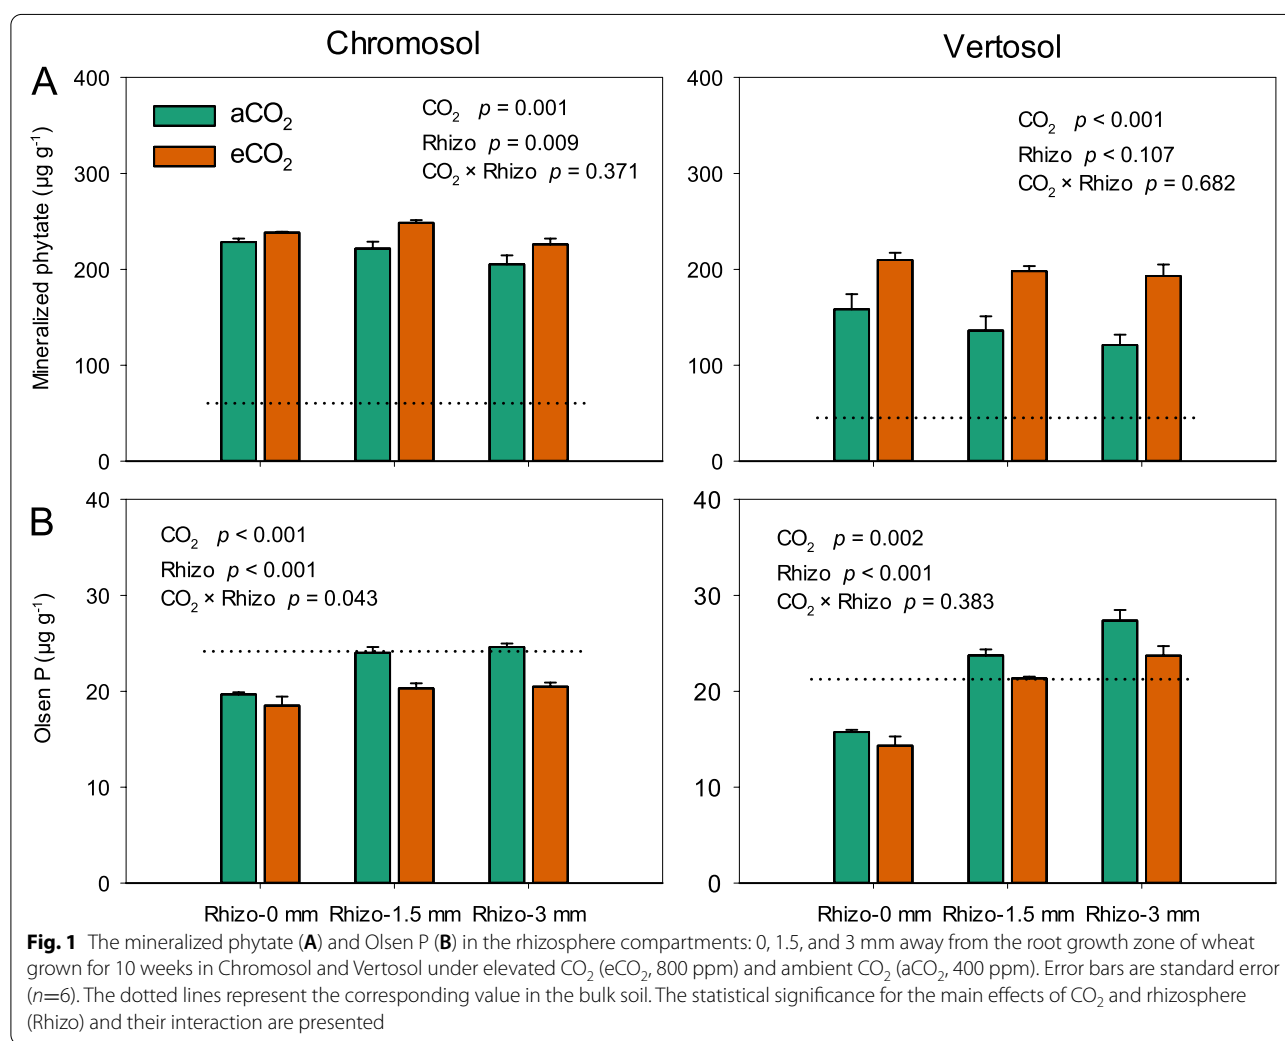 Chromosol
Vertosol
A
400
300
200
100
0
Mineralized phytate (µg g⁻¹)
aCO₂
eCO₂
CO₂ p = 0.001
Rhizo p = 0.009
CO₂ × Rhizo p = 0.371
400
300
200
100
0
CO₂ p < 0.001
Rhizo p < 0.107
CO₂ × Rhizo p = 0.682
B
40
30
20
10
0
Olsen P (µg g⁻¹)
CO₂ p < 0.001
Rhizo p < 0.001
CO₂ × Rhizo p = 0.043
40
30
20
10
0
CO₂ p = 0.002
Rhizo p < 0.001
CO₂ × Rhizo p = 0.383
Rhizo-0 mm Rhizo-1.5 mm Rhizo-3 mm
Rhizo-0 mm Rhizo-1.5 mm Rhizo-3 mm
Fig. 1 The mineralized phytate (A) and Olsen P (B) in the rhizosphere compartments: 0, 1.5, and 3 mm away from the root growth zone of wheat
grown for 10 weeks in Chromosol and Vertosol under elevated CO₂ (eCO₂, 800 ppm) and ambient CO₂ (aCO₂, 400 ppm). Error bars are standard error
(n=6). The dotted lines represent the corresponding value in the bulk soil. The statistical significance for the main effects of CO₂ and rhizosphere
(Rhizo) and their interaction are presented